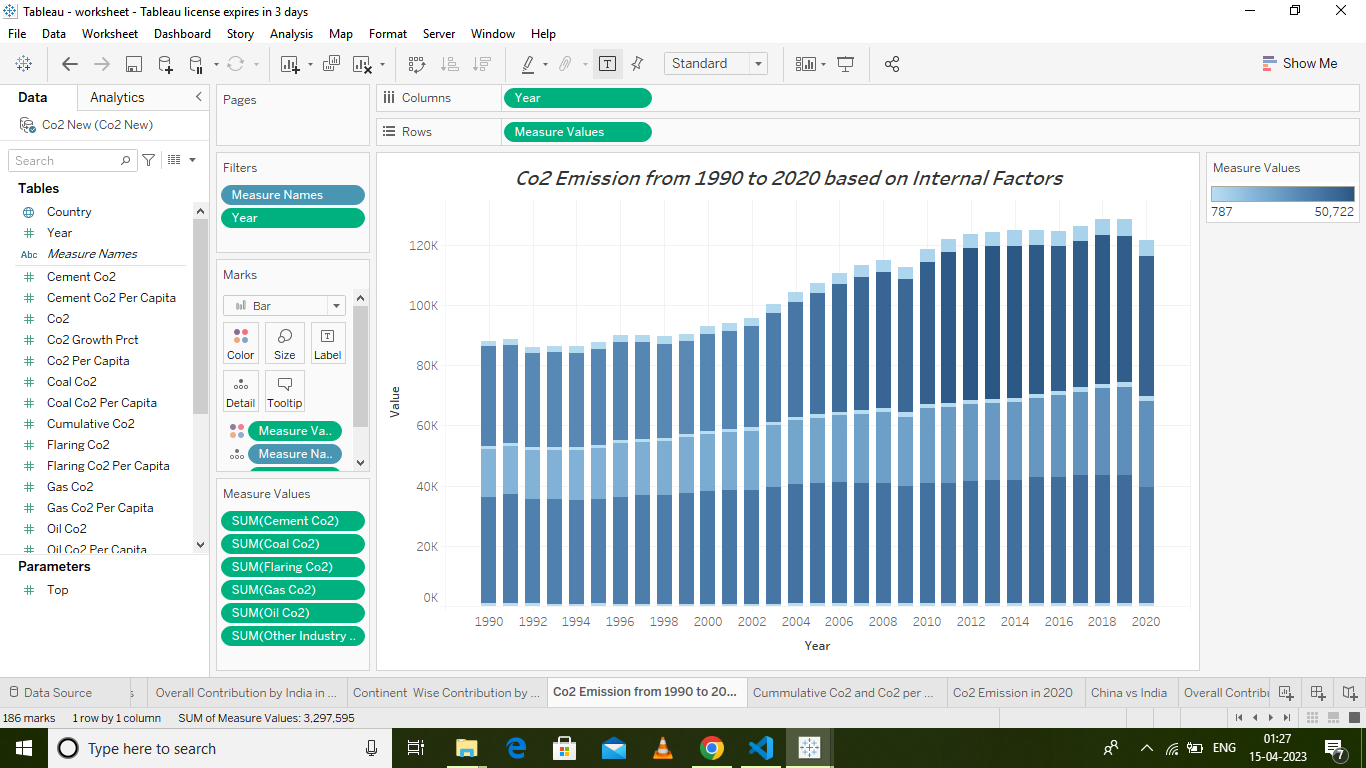 Tableau - worksheet - Tableau license expires in 3 days
File Data Worksheet Dashboard Story Analysis Map Format Server Window Help
Standard
Show Me
Data Analytics
Co2 New (Co2 New)
Search
Tables
Country
Year
Abc Measure Names
Cement Co2
Cement Co2 Per Capita
Co2
Co2 Growth Prct
Co2 Per Capita
Coal Co2
Coal Co2 Per Capita
Cumulative Co2
Flaring Co2
Flaring Co2 Per Capita
Gas Co2
Gas Co2 Per Capita
Oil Co2
Oil Co2 Per Capita
Parameters
Top
Pages
Filters
Measure Names
Year
Marks
Bar
Color Size Label
Detail Tooltip
Measure Va..
Measure Na..
Measure Values
SUM(Cement Co2)
SUM(Coal Co2)
SUM(Flaring Co2)
SUM(Gas Co2)
SUM(Oil Co2)
SUM(Other Industry ..
Columns Year
Rows Measure Values
Co2 Emission from 1990 to 2020 based on Internal Factors
120K
100K
80K
60K
40K
20K
0K
Value
1990 1992 1994 1996 1998 2000 2002 2004 2006 2008 2010 2012 2014 2016 2018 2020
Year
Measure Values
787 50,722
Data Source s Overall Contribution by India in ... Continent Wise Contribution by ... Co2 Emission from 1990 to 20... Cummulative Co2 and Co2 per ... Co2 Emission in 2020 China vs India Overall Contribu
186 marks 1 row by 1 column SUM of Measure Values: 3,297,595
Type here to search
ENG
01:27
15-04-2023
7